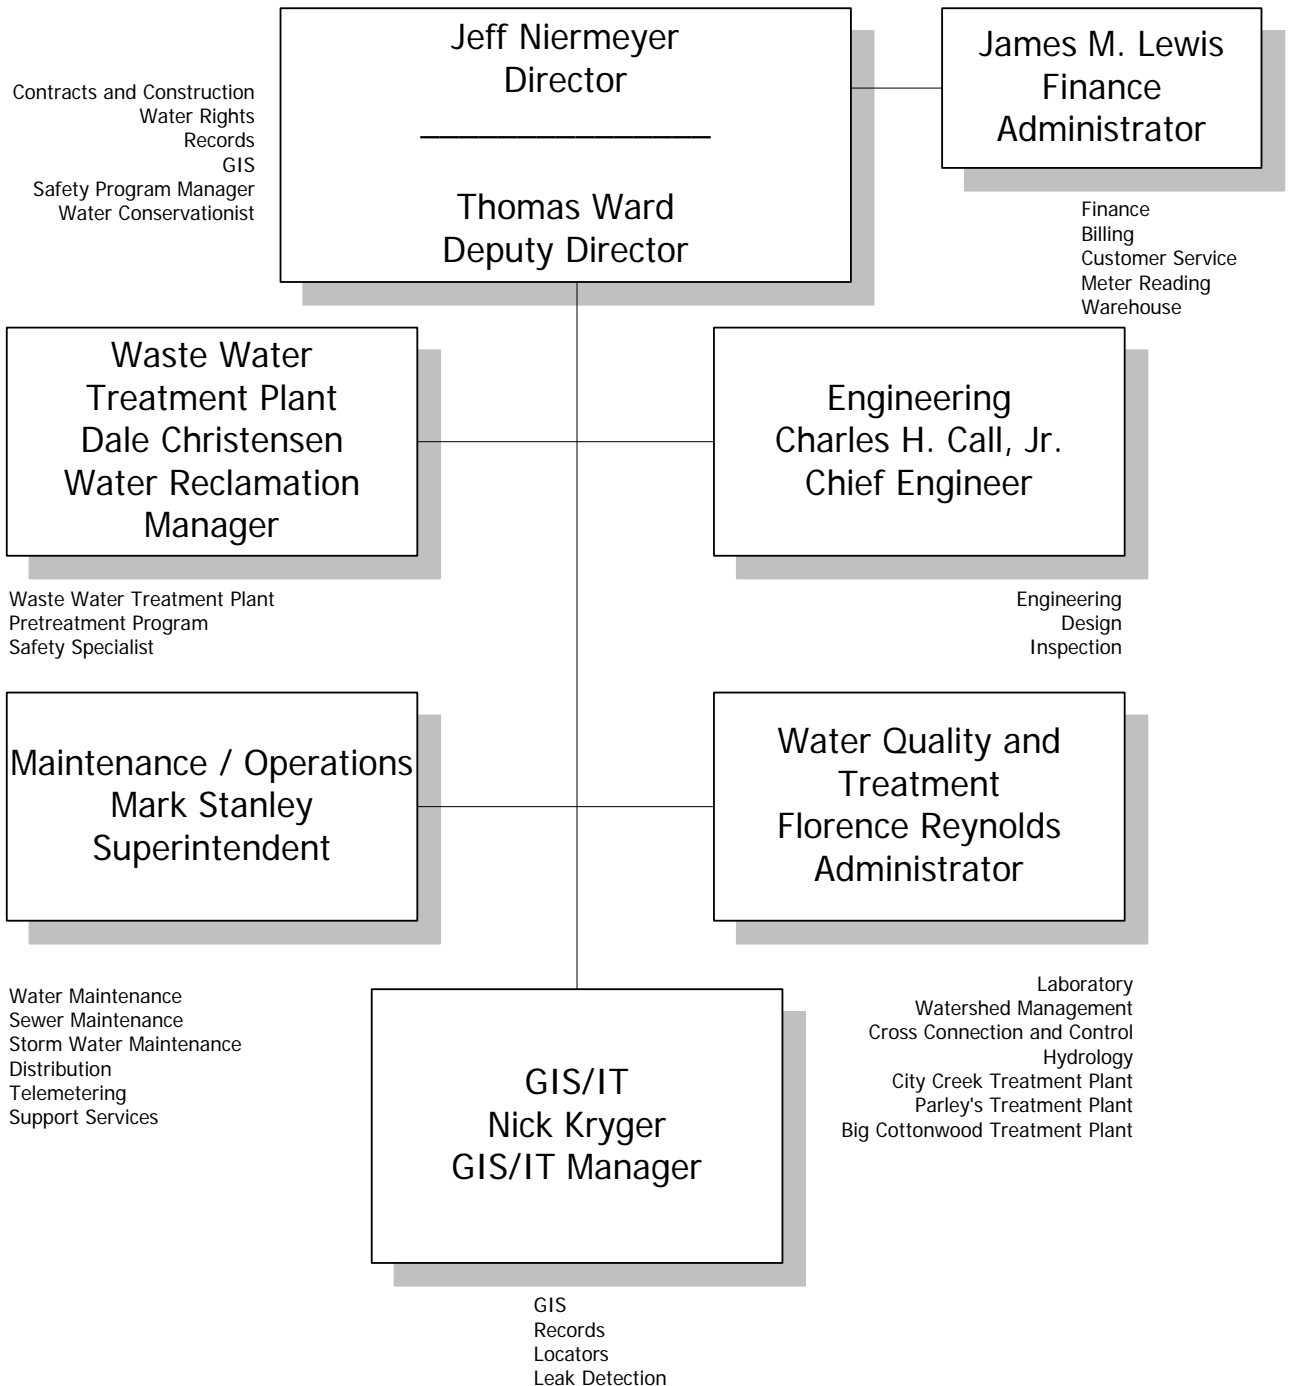 Jeff Niermeyer
Director
Thomas Ward
Deputy Director
Contracts and Construction
Water Rights
Records
GIS
Safety Program Manager
Water Conservationist
James M. Lewis
Finance
Administrator
Finance
Billing
Customer Service
Meter Reading
Warehouse
Waste Water
Treatment Plant
Dale Christensen
Water Reclamation
Manager
Waste Water Treatment Plant
Pretreatment Program
Safety Specialist
Engineering
Charles H. Call, Jr.
Chief Engineer
Engineering
Design
Inspection
Maintenance / Operations
Mark Stanley
Superintendent
Water Maintenance
Sewer Maintenance
Storm Water Maintenance
Distribution
Telemetering
Support Services
Water Quality and
Treatment
Florence Reynolds
Administrator
Laboratory
Watershed Management
Cross Connection and Control
Hydrology
City Creek Treatment Plant
Parley's Treatment Plant
Big Cottonwood Treatment Plant
GIS/IT
Nick Kryger
GIS/IT Manager
GIS
Records
Locators
Leak Detection